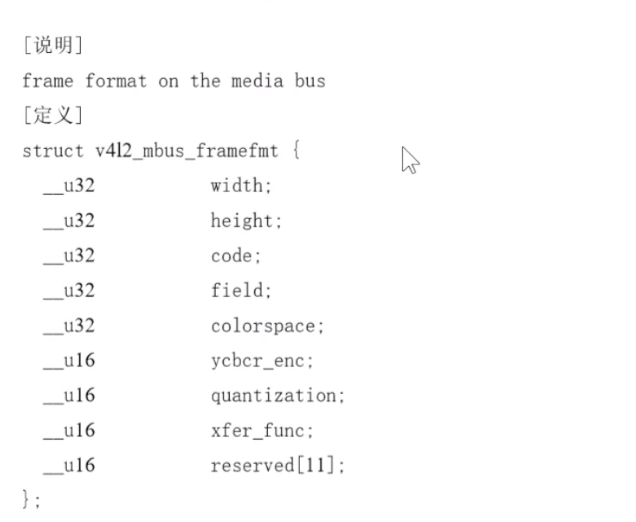 [说明]
frame format on the media bus
[定义]
struct v4l2_mbus_framefmt {
__u32 width;
__u32 height;
__u32 code;
__u32 field;
__u32 colorspace;
__u16 ycbcr_enc;
__u16 quantization;
__u16 xfer_func;
__u16 reserved[11];
};